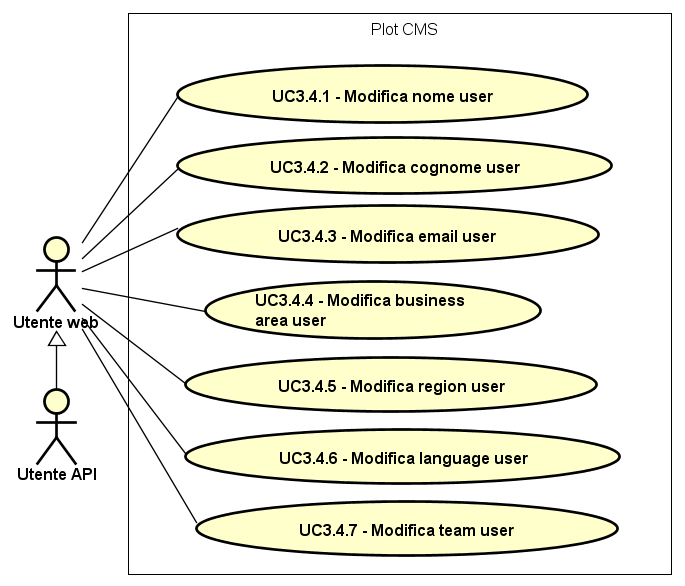 Plot CMS
UC3.4.1 - Modifica nome user
UC3.4.2 - Modifica cognome user
UC3.4.3 - Modifica email user
UC3.4.4 - Modifica business
area user
Utente web
UC3.4.5 - Modifica region user
UC3.4.6 - Modifica language user
Utente API
UC3.4.7 - Modifica team user